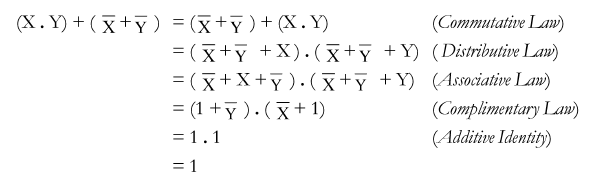 (X . Y) + ( X̅ + Y̅ ) = (X̅ + Y̅) + (X . Y) (Commutative Law)
= ( X̅ + Y̅ + X ) . ( X̅ + Y̅ + Y) ( Distributive Law)
= ( X̅ + X + Y̅ ) . ( X̅ + Y̅ + Y) (Associative Law)
= (1 + Y̅ ) . ( X̅ + 1) (Complimentary Law)
= 1 . 1 (Additive Identity)
= 1